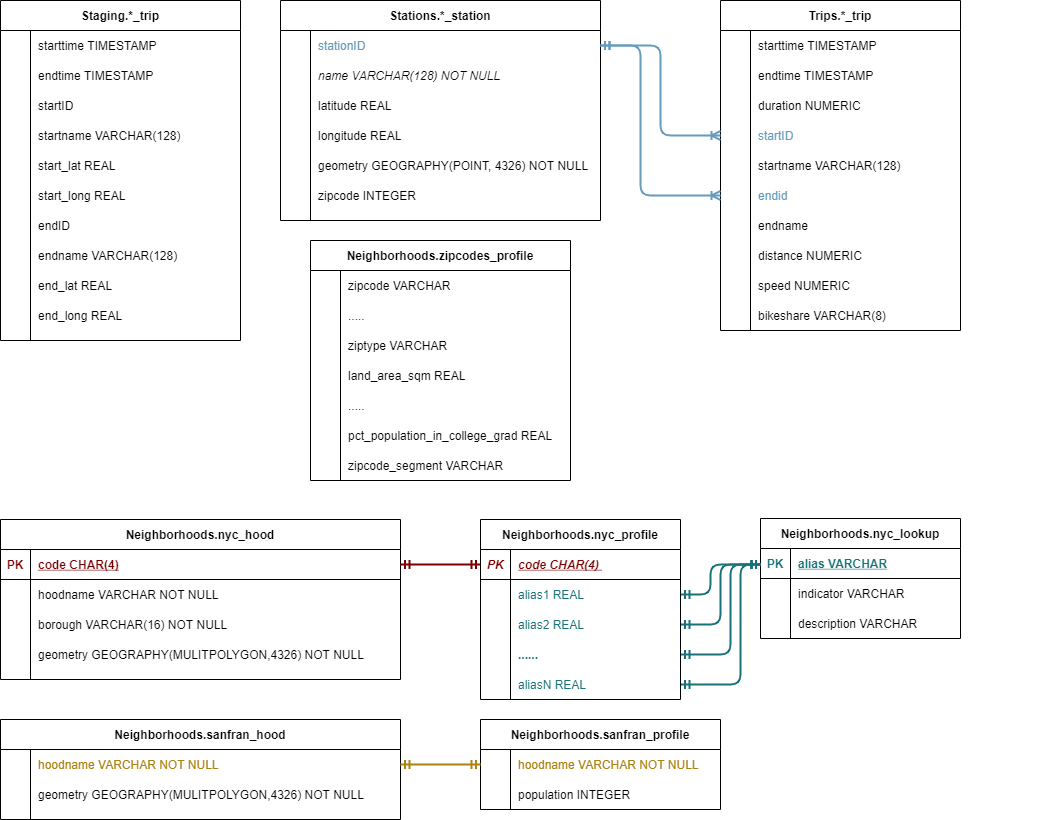 Staging.*_trip
starttime TIMESTAMP
endtime TIMESTAMP
startID
startname VARCHAR(128)
start_lat REAL
start_long REAL
endID
endname VARCHAR(128)
end_lat REAL
end_long REAL
Stations.*_station
stationID
name VARCHAR(128) NOT NULL
latitude REAL
longitude REAL
geometry GEOGRAPHY(POINT, 4326) NOT NULL
zipcode INTEGER
Trips.*_trip
starttime TIMESTAMP
endtime TIMESTAMP
duration NUMERIC
startID
startname VARCHAR(128)
endid
endname
distance NUMERIC
speed NUMERIC
bikeshare VARCHAR(8)
Neighborhoods.zipcodes_profile
zipcode VARCHAR
.....
ziptype VARCHAR
land_area_sqm REAL
.....
pct_population_in_college_grad REAL
zipcode_segment VARCHAR
Neighborhoods.nyc_hood
PK code CHAR(4)
hoodname VARCHAR NOT NULL
borough VARCHAR(16) NOT NULL
geometry GEOGRAPHY(MULITPOLYGON,4326) NOT NULL
Neighborhoods.nyc_profile
PK code CHAR(4)
alias1 REAL
alias2 REAL
......
aliasN REAL
Neighborhoods.nyc_lookup
PK alias VARCHAR
indicator VARCHAR
description VARCHAR
Neighborhoods.sanfran_hood
hoodname VARCHAR NOT NULL
geometry GEOGRAPHY(MULITPOLYGON,4326) NOT NULL
Neighborhoods.sanfran_profile
hoodname VARCHAR NOT NULL
population INTEGER